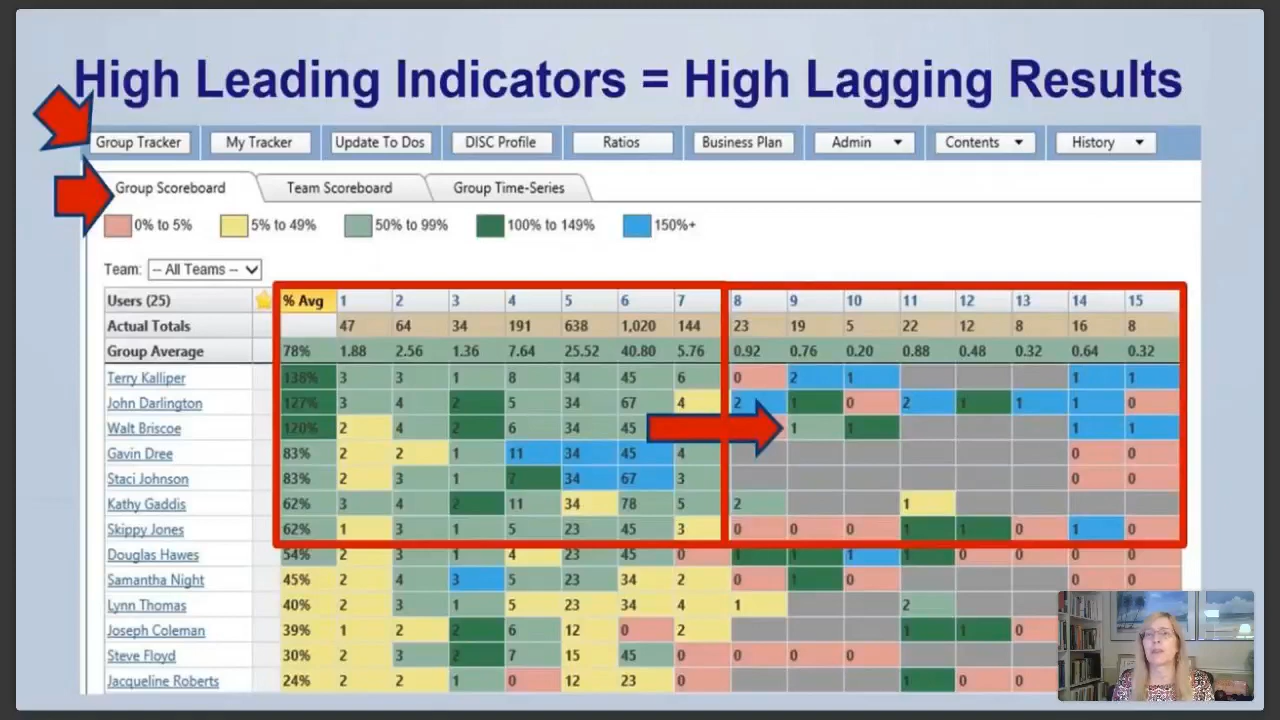 High Leading Indicators = High Lagging Results
Group Tracker My Tracker Update To Dos DISC Profile Ratios Business Plan Admin Contents History
Group Scoreboard Team Scoreboard Group Time-Series
0% to 5% 5% to 49% 50% to 99% 100% to 149% 150%+
Team: -- All Teams --
Users (25) % Avg 1 2 3 4 5 6 7 8 9 10 11 12 13 14 15
Actual Totals 47 64 34 191 638 1,020 144 23 19 5 22 12 8 16 8
Group Average 78% 1.88 2.56 1.36 7.64 25.52 40.80 5.76 0.92 0.76 0.20 0.88 0.48 0.32 0.64 0.32
Terry Kalliper 138% 3 3 1 8 34 45 6 0 2 1 1 1
John Darlington 127% 3 4 2 5 34 67 4 2 1 0 2 1 1 1 0
Walt Briscoe 120% 2 4 2 6 34 45 1 1 1 1
Gavin Dree 83% 2 2 1 11 34 45 4 0 0
Staci Johnson 83% 2 3 1 7 34 67 3 0 0
Kathy Gaddis 62% 3 4 2 11 34 78 5 2 1
Skippy Jones 62% 1 3 1 5 23 45 3 0 0 0 1 1 0 1 0
Douglas Hawes 54% 2 3 1 4 23 45 0 1 1 1 1 0 0 0 0
Samantha Night 45% 2 4 3 5 23 34 2 0 1 0 0 0
Lynn Thomas 40% 2 3 1 5 23 34 4 1 2
Joseph Coleman 39% 1 2 2 6 12 0 2 1 1 0
Steve Floyd 30% 2 3 2 7 15 45 0 0 0 0
Jacqueline Roberts 24% 2 2 1 0 12 23 0 1 0 0